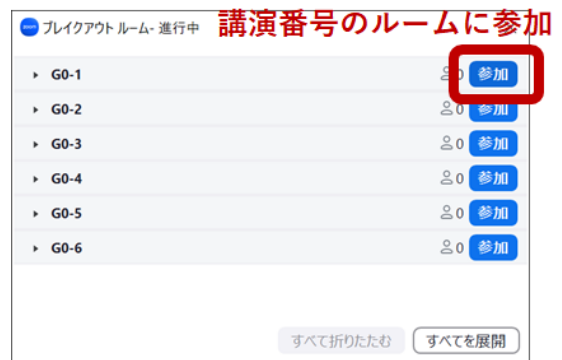 zoom ブレイクアウト ルーム- 進行中 講演番号のルームに参加
G0-1 0 参加
G0-2 0 参加
G0-3 0 参加
G0-4 0 参加
G0-5 0 参加
G0-6 0 参加
すべて折りたたむ すべてを展開